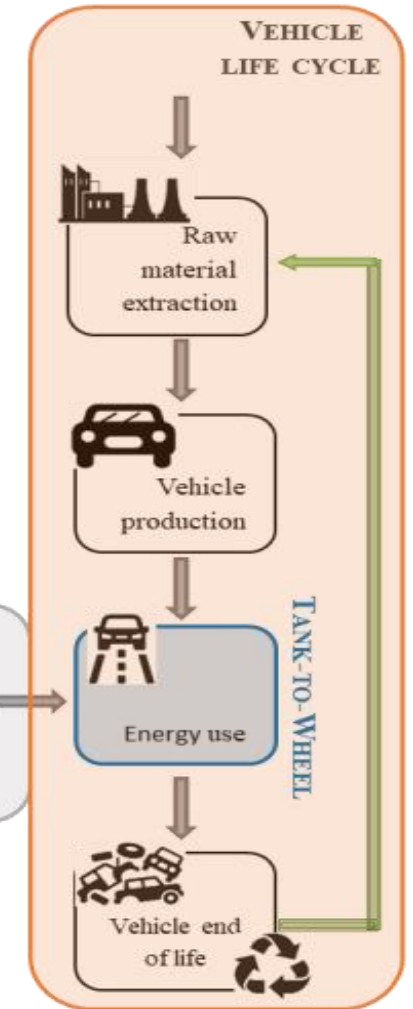 VEHICLE
LIFE CYCLE
Raw
material
extraction
Vehicle
production
TANK-TO-WHEEL
Energy use
Vehicle end
of life